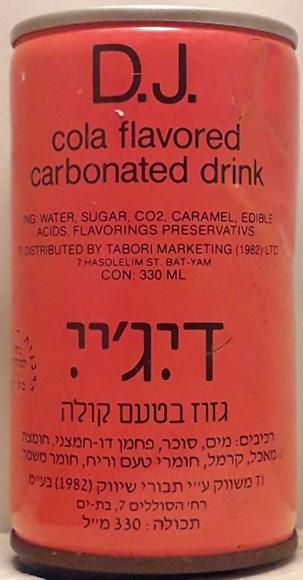 D.J.
cola flavored
carbonated drink
ING. WATER, SUGAR, CO2, CARAMEL, EDIBLE
ACIDS, FLAVORINGS PRESERVATIVS.
DISTRIBUTED BY TABORI MARKETING (1982) LTD
7 HASOLELIM ST. BAT-YAM
CON: 330 ML
די.ג'יי.
גזוז בטעם קולה
רכיבים: מים, סוכר, פחמן דו-חמצני, חומצת
מאכל, קרמל, חומרי טעם וריח, חומר משמר
TI משווק ע״י תבורי שיווק (1982) בע״מ
רח׳ הסוללים 7, בת-ים
תכולה: 330 מ״ל